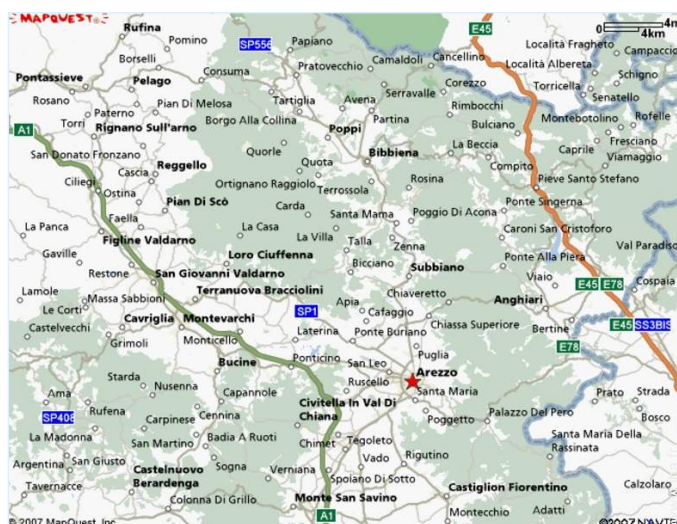 MAPQUEST
4m
0
4km
E45
Rufina
Pomino
SP556
Papiano
Camaldoli
Cancellino
Località Fragheto
Campaccio
Borselli
Pratovecchio
Località Albereta
Schigno
Pontassieve
Pelago
Consuma
Serravalle
Corezzo
Torricella
Senatello
Rosano
Paterno
Pian Di Melosa
Tartiglia
Avena
Rimbocchi
Montebotolino
Rofelle
Torri
Borgo Alla Collina
Partina
Fresciano
A1
Rignano Sull'arno
Poppi
Bulciano
Caprile
Viamaggio
San Donato Fronzano
Quorle
Bibbiena
La Beccia
Reggello
Quota
Compito
Cascia
Pieve Santo Stefano
Ciliegi
Ostina
Ortignano Raggiolo
Terrossola
Rosina
Pian Di Scò
Carda
Santa Mama
Poggio Di Acona
Ponte Singerna
Faella
La Panca
La Casa
La Villa
Caroni San Cristoforo
Figline Valdarno
Talla
Zenna
Val Paradiso
Gaville
Loro Ciuffenna
Ponte Alla Piera
Restone
San Giovanni Valdarno
Bicciano
Subbiano
Viaio
Cospaia
Lamole
Terranuova Bracciolini
E45
E78
Le Corti
Massa Sabbioni
Apia
Chiaveretto
Anghiari
SP1
Cafaggio
Castelvecchi
Cavriglia
Montevarchi
Laterina
Ponte Buriano
Chiassa Superiore
Bertine
E45
SS3BIS
Grimoli
Monticello
Puglia
E78
Bucine
Ponticino
San Leo
Arezzo
Starda
Nusenna
Ruscello
Santa Maria
Ama
Capannole
Civitella In Val Di
Chiana
Prato
Strada
SP408
Rufena
Carpinese
Cennina
Poggetto
Palazzo Del Pero
Bosco
La Madonna
San Martino
Badia A Ruoti
Chimet
Tegoleto
Santa Maria Della
Rassinata
Argentina
San Giusto
Sogna
Vado
Rigutino
Castelnuovo
Berardenga
Verniana
Spoiano Di Sotto
Tavernacce
Castiglion Fiorentino
Calzolaro
Colonna Di Grillo
Monte San Savino
Adatti
A1
Montecchio
© 2007 MapQuest, Inc.
©2007 NAVTE